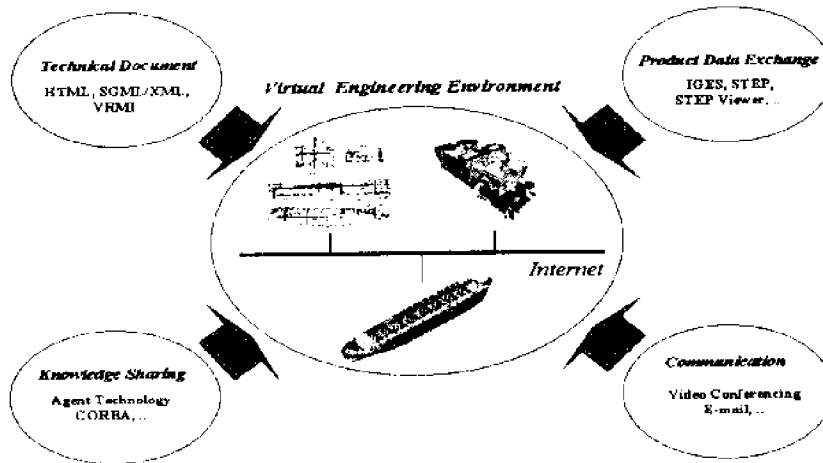 Technical Document
HTML, SGML/XML,
VRML
Virtual Engineering Environment
Product Data Exchange
IGES, STEP,
STEP Viewer, ..
Internet
Knowledge Sharing
Agent Technology
CORBA, ..
Communication
Video Conferencing
E-mail, ..